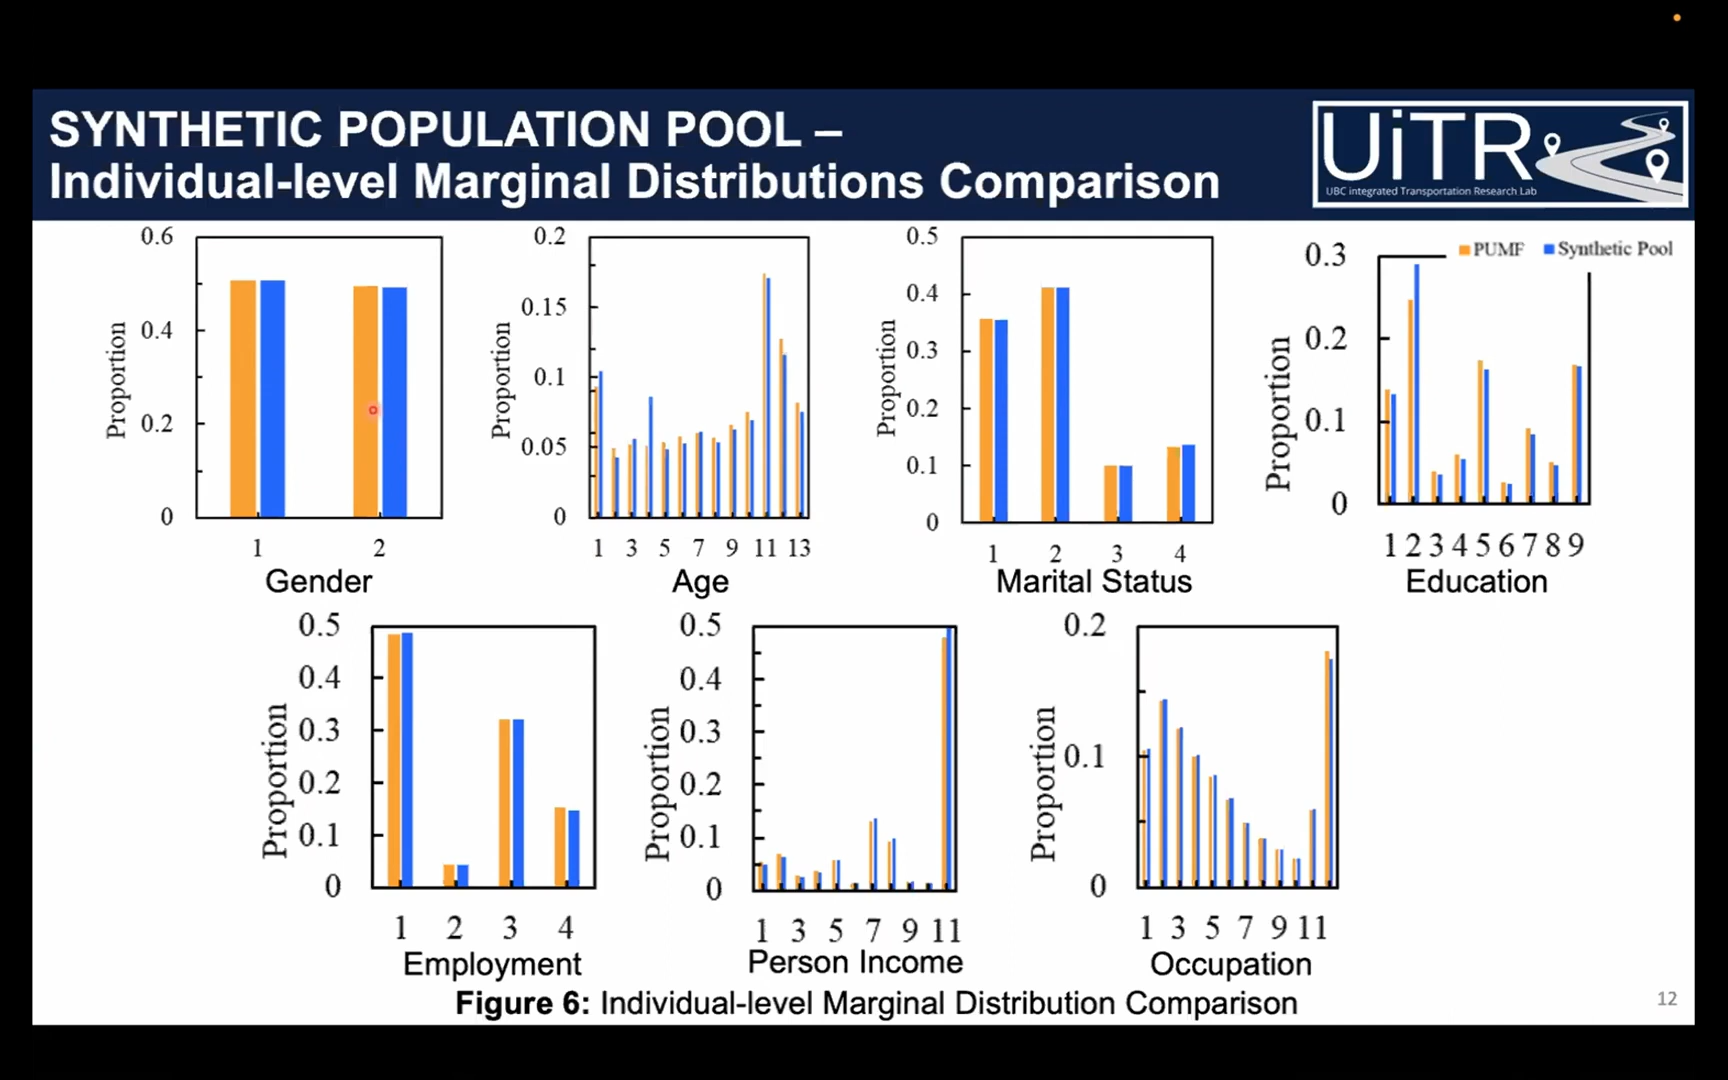 SYNTHETIC POPULATION POOL –
Individual-level Marginal Distributions Comparison
UiTR
UBC integrated Transportation Research Lab
Proportion
0.6
0.4
0.2
0
1 2
Gender
Proportion
0.2
0.15
0.1
0.05
0
1 3 5 7 9 11 13
Age
Proportion
0.5
0.4
0.3
0.2
0.1
0
1 2 3 4
Marital Status
PUMF Synthetic Pool
Proportion
0.3
0.2
0.1
0
1 2 3 4 5 6 7 8 9
Education
Proportion
0.5
0.4
0.3
0.2
0.1
0
1 2 3 4
Employment
Proportion
0.5
0.4
0.3
0.2
0.1
0
1 3 5 7 9 11
Person Income
Proportion
0.2
0.1
0
1 3 5 7 9 11
Occupation
Figure 6: Individual-level Marginal Distribution Comparison
12